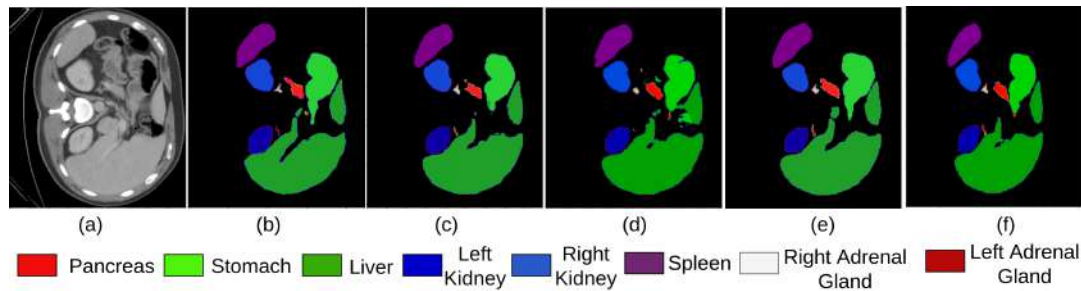 (a) (b) (c) (d) (e) (f)
Pancreas Stomach Liver Left Kidney Right Kidney Spleen Right Adrenal Gland Left Adrenal Gland